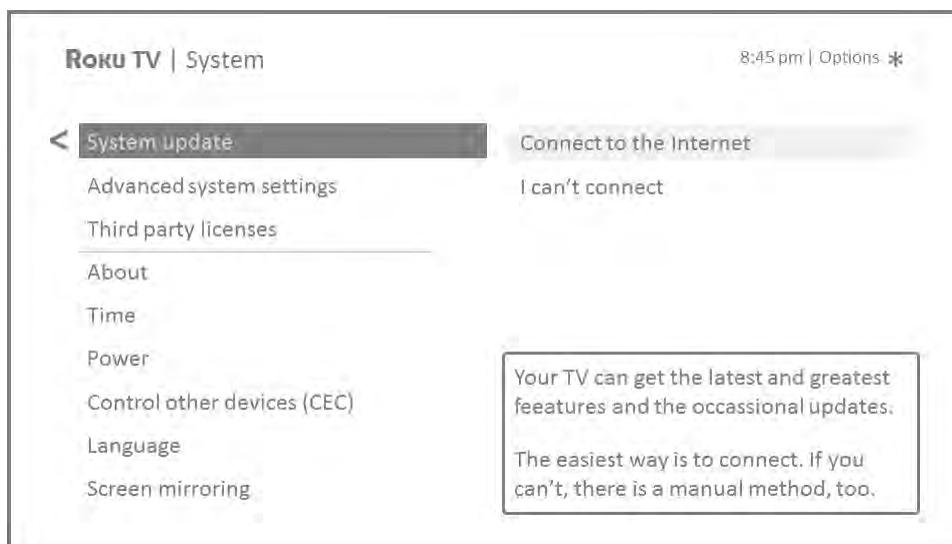 Roku TV | System
8:45 pm | Options *
< System update
Advanced system settings
Third party licenses
About
Time
Power
Control other devices (CEC)
Language
Screen mirroring
Connect to the Internet
I can't connect
Your TV can get the latest and greatest
feeatures and the occassional updates.
The easiest way is to connect. If you
can't, there is a manual method, too.